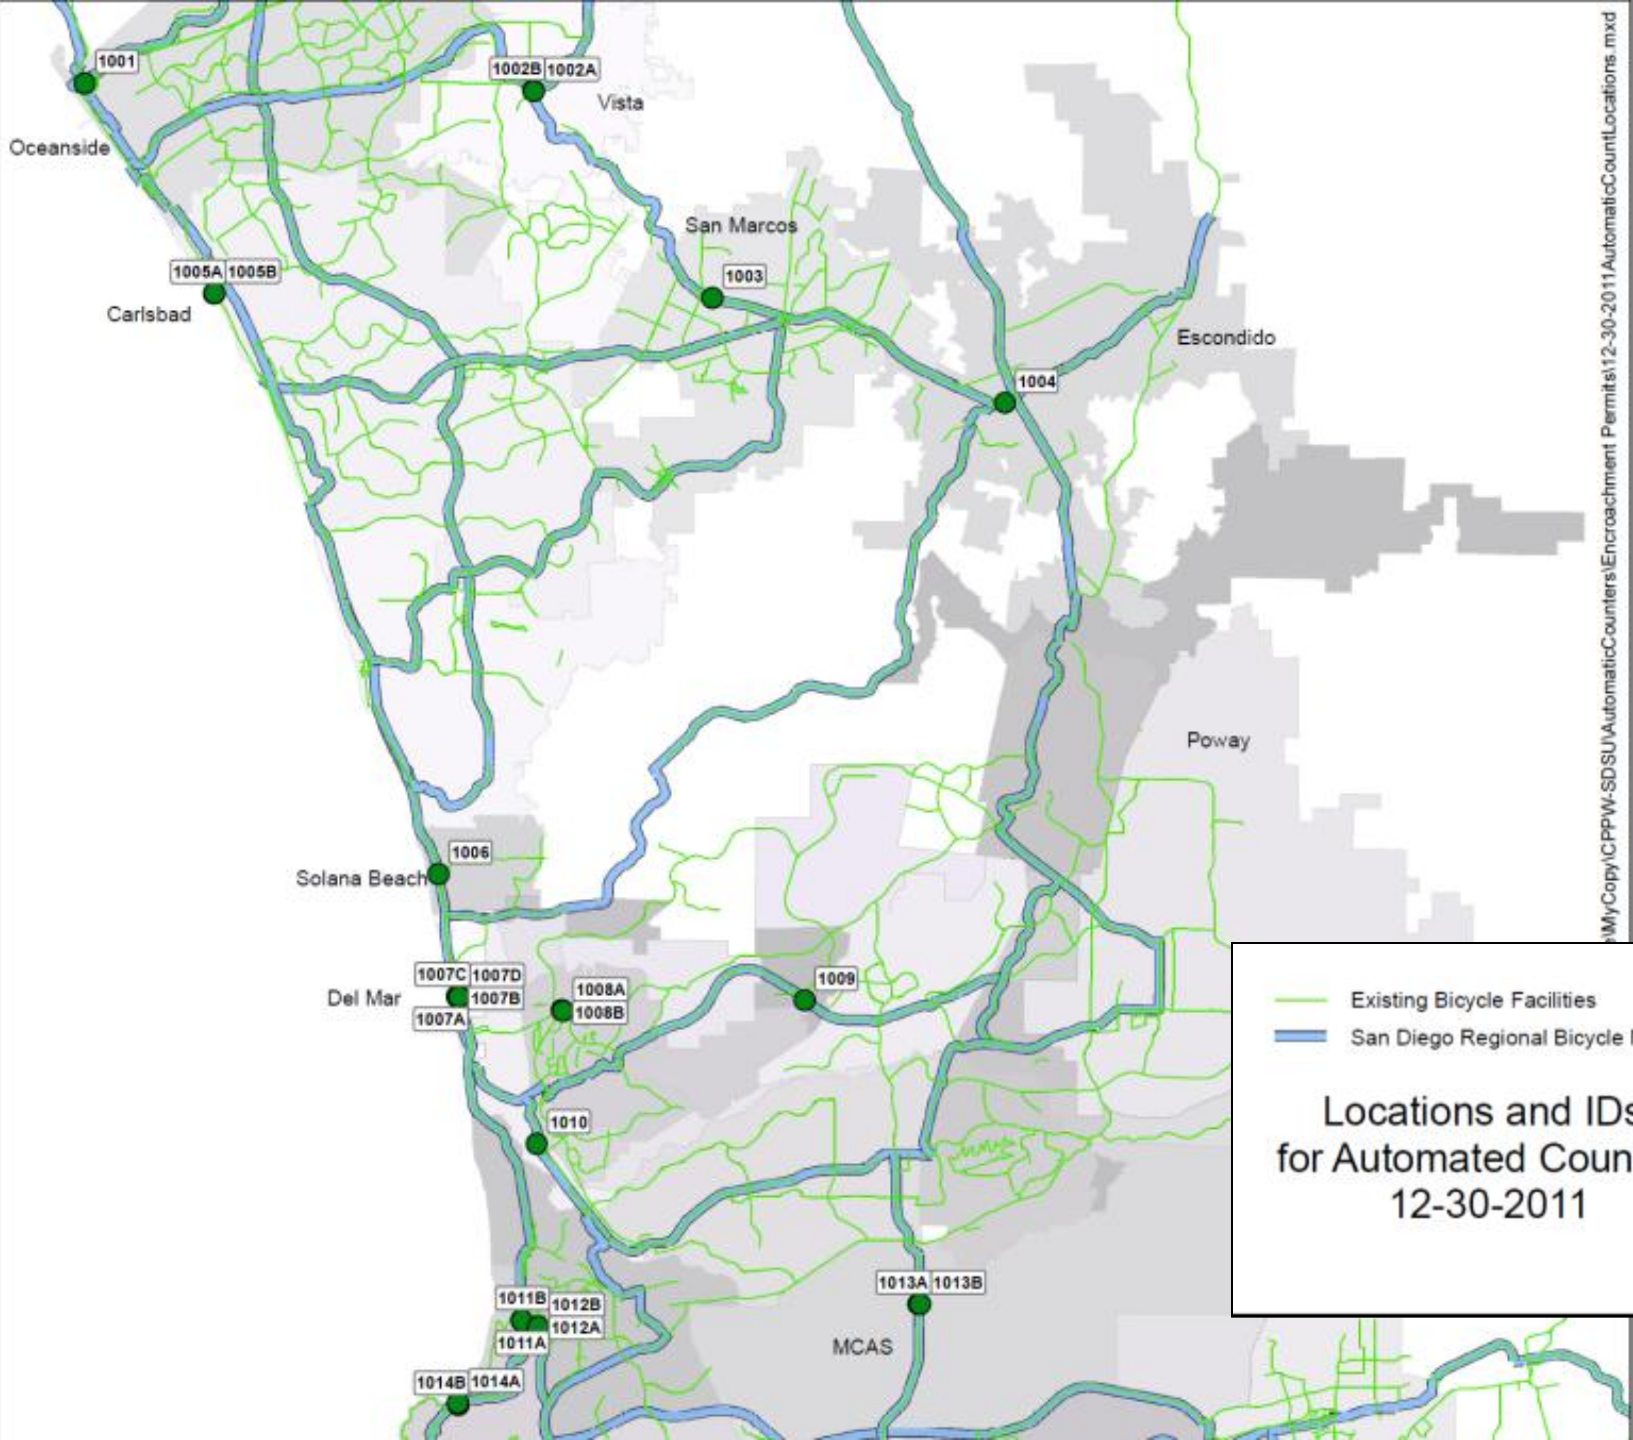 1001
1002B 1002A
Vista
Oceanside
San Marcos
1005A 1005B
1003
Carlsbad
Escondido
1004
Poway
1006
Solana Beach
1007C 1007D
1007B
1007A
Del Mar
1008A
1008B
1009
1010
1013A 1013B
1011B
1012B
1012A
1011A
MCAS
1014B 1014A
Existing Bicycle Facilities
San Diego Regional Bicycle
Locations and IDs
for Automated Coun
12-30-2011
e\MyCopy\CPPW-SDSU\AutomaticCounters\Encroachment Permits\12-30-2011AutomaticCountLocations.mxd